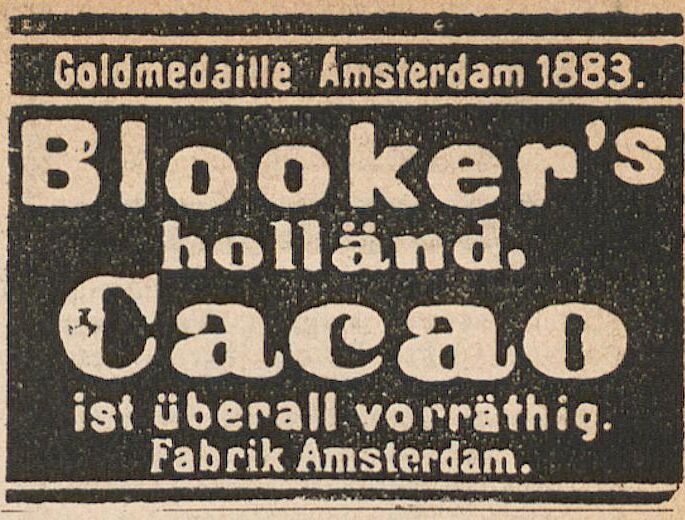 Goldmedaille Amsterdam 1883.
Blooker's
holländ.
Cacao
ist überall vorräthig.
Fabrik Amsterdam.